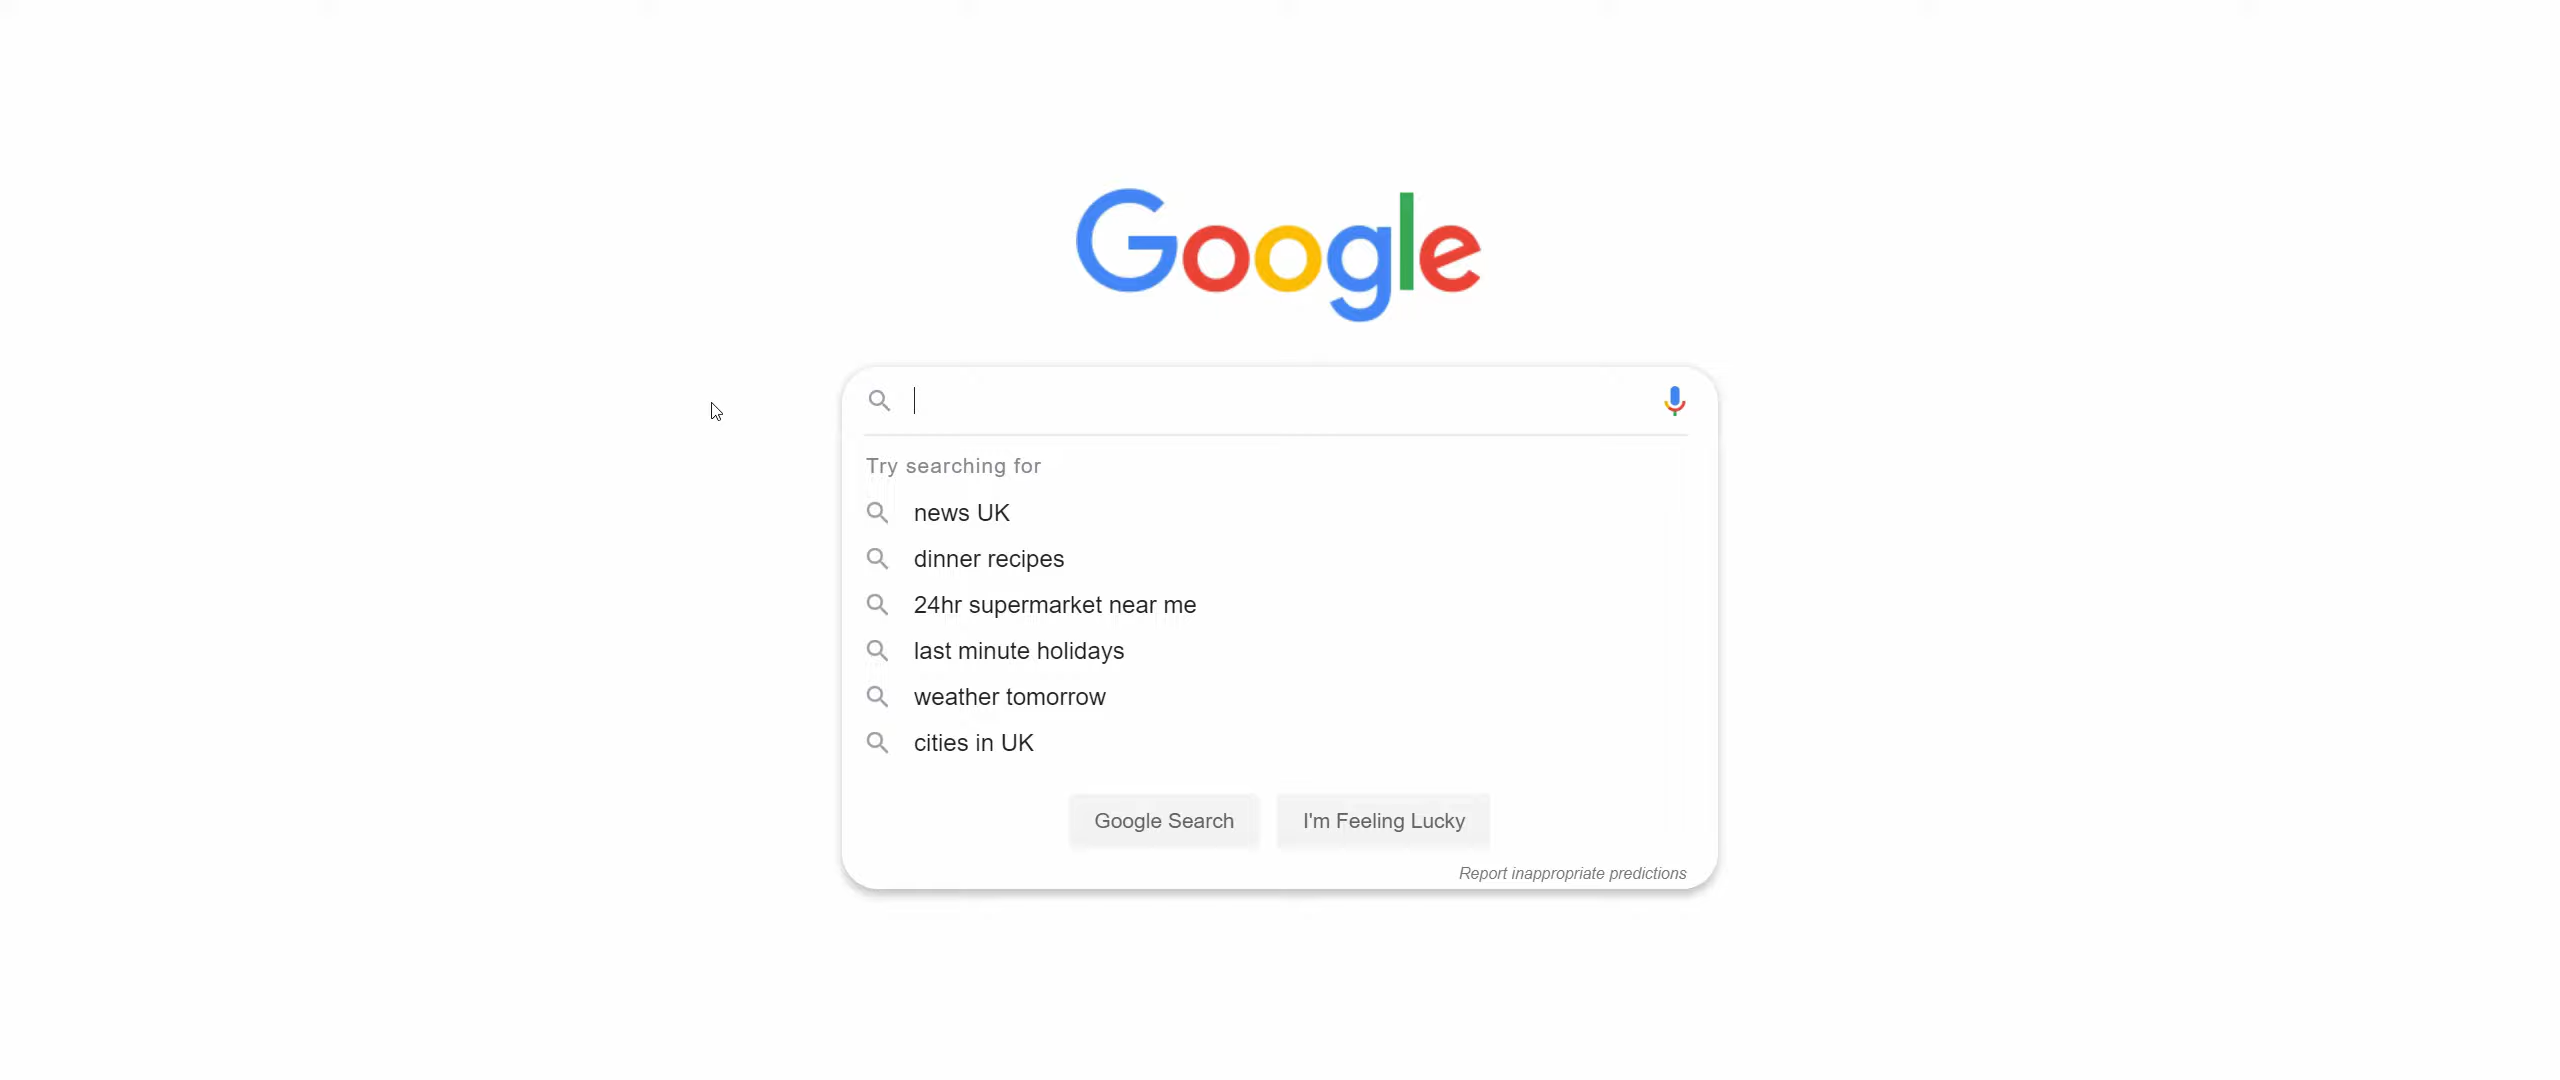 Google
Try searching for
news UK
dinner recipes
24hr supermarket near me
last minute holidays
weather tomorrow
cities in UK
Google Search
I'm Feeling Lucky
Report inappropriate predictions